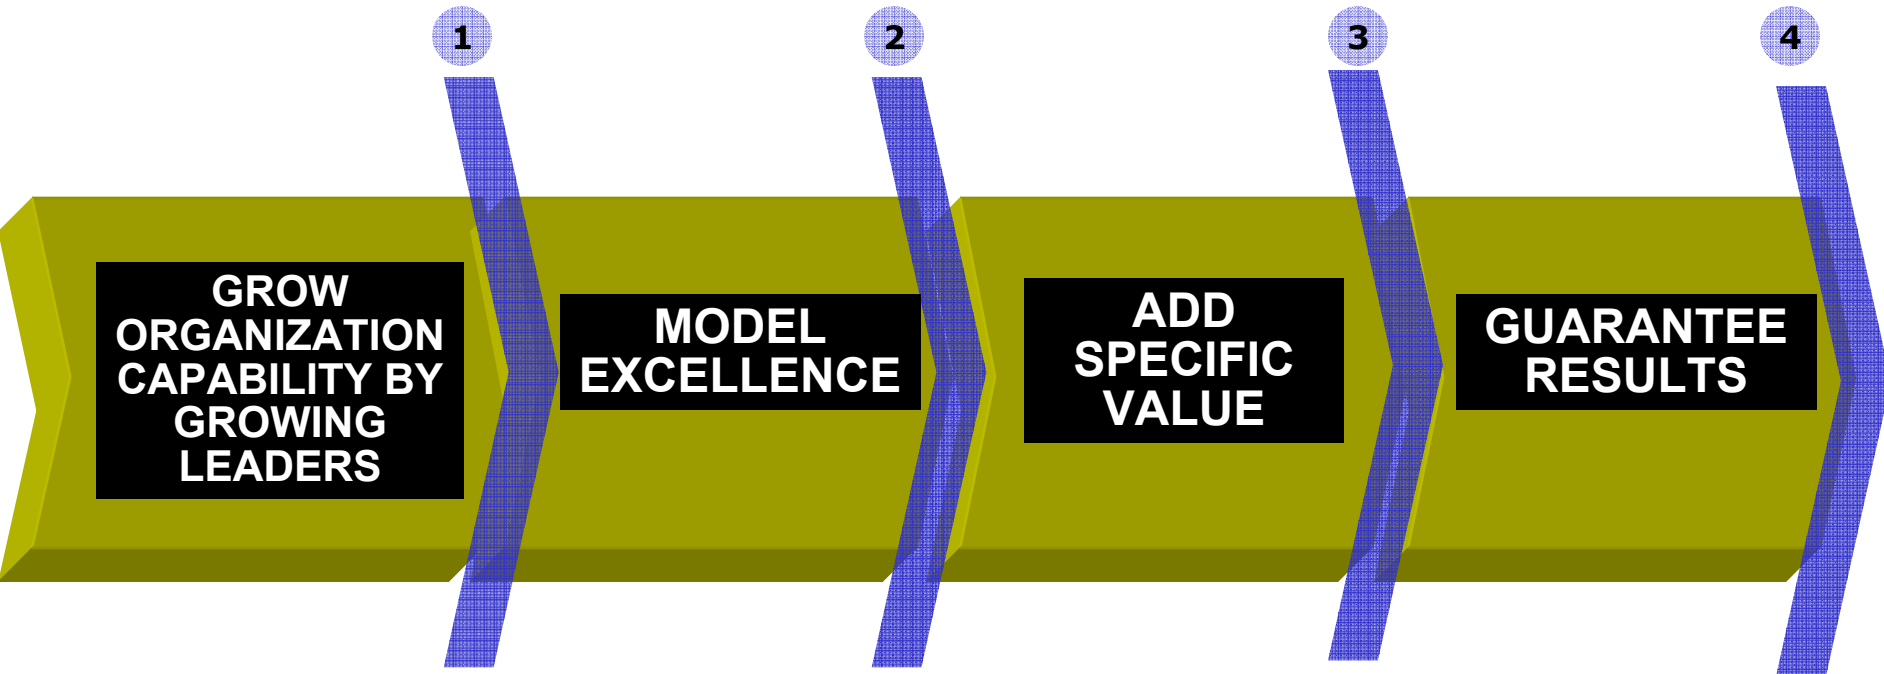 1
2
3
4
GROW
ORGANIZATION
CAPABILITY BY
GROWING
LEADERS
MODEL
EXCELLENCE
ADD
SPECIFIC
VALUE
GUARANTEE
RESULTS